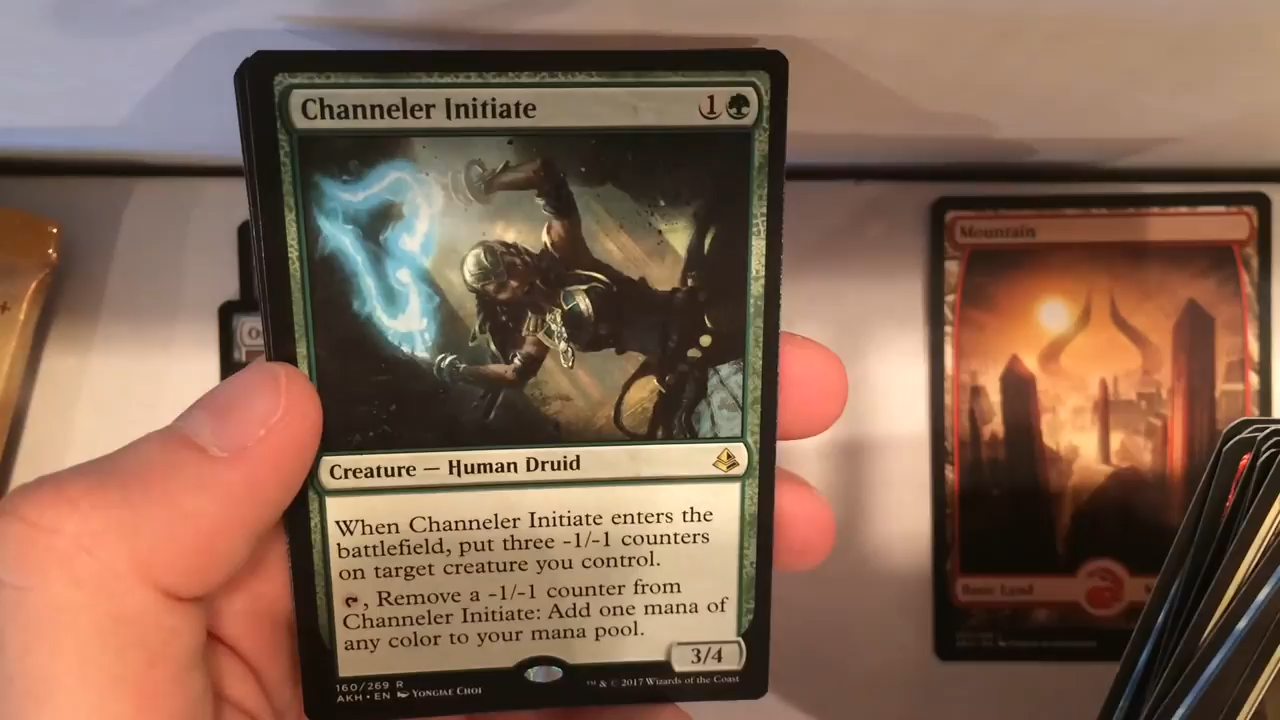 Channeler Initiate
1
Creature — Human Druid
When Channeler Initiate enters the
battlefield, put three -1/-1 counters
on target creature you control.
, Remove a -1/-1 counter from
Channeler Initiate: Add one mana of
any color to your mana pool.
3/4
160/269 R
AKH • EN YONGJAE CHOI
™ & © 2017 Wizards of the Coast
Mountain
Basic Land